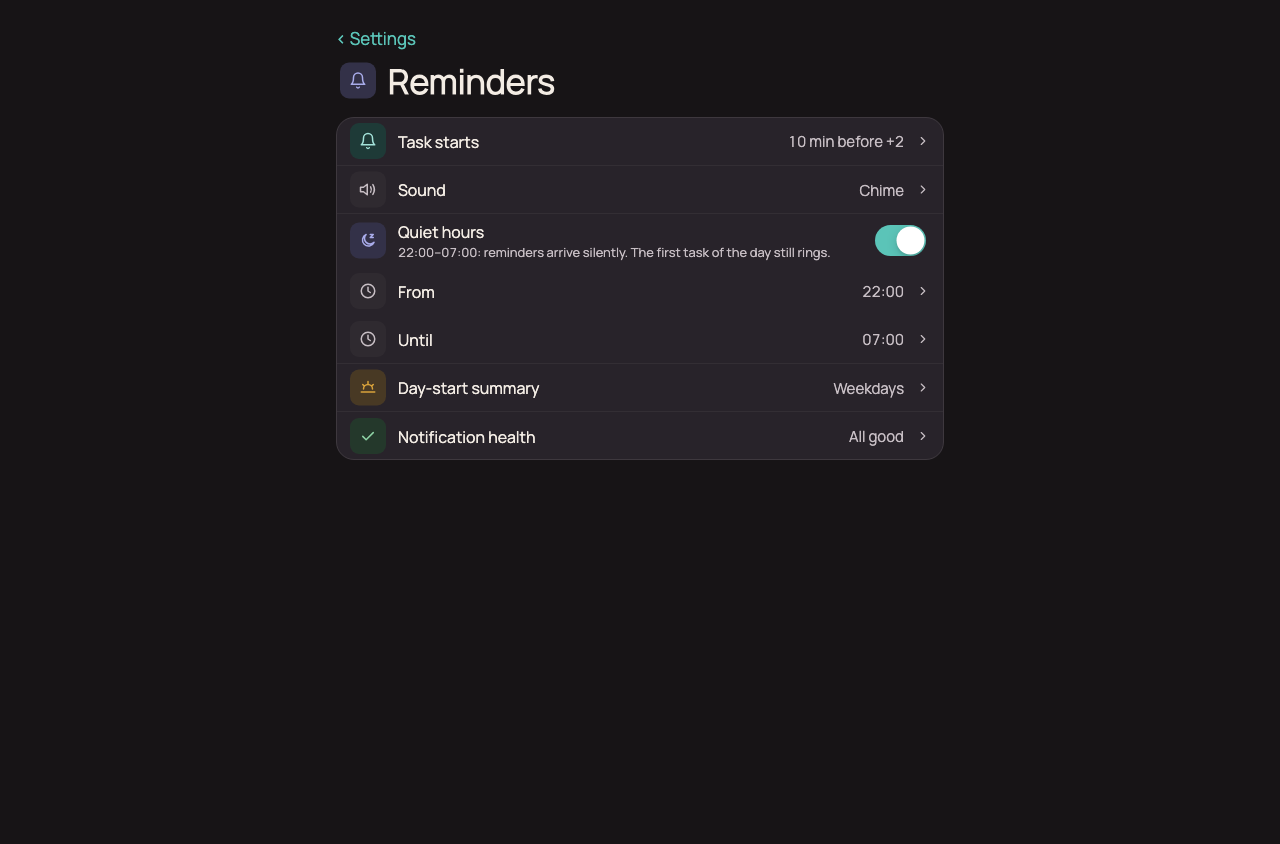 Settings
Reminders
Task starts 10 min before +2
Sound Chime
Quiet hours
22:00–07:00: reminders arrive silently. The first task of the day still rings.
From 22:00
Until 07:00
Day-start summary Weekdays
Notification health All good